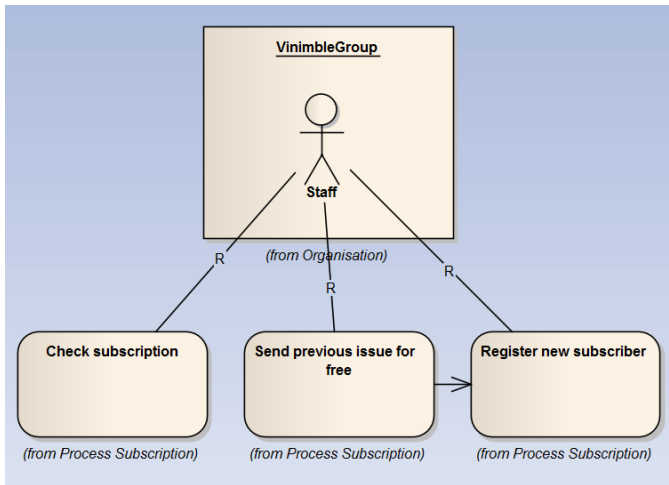 VinimbleGroup
Staff
(from Organisation)
R
R
R
Check subscription
Send previous issue for
free
Register new subscriber
(from Process Subscription)
(from Process Subscription)
(from Process Subscription)